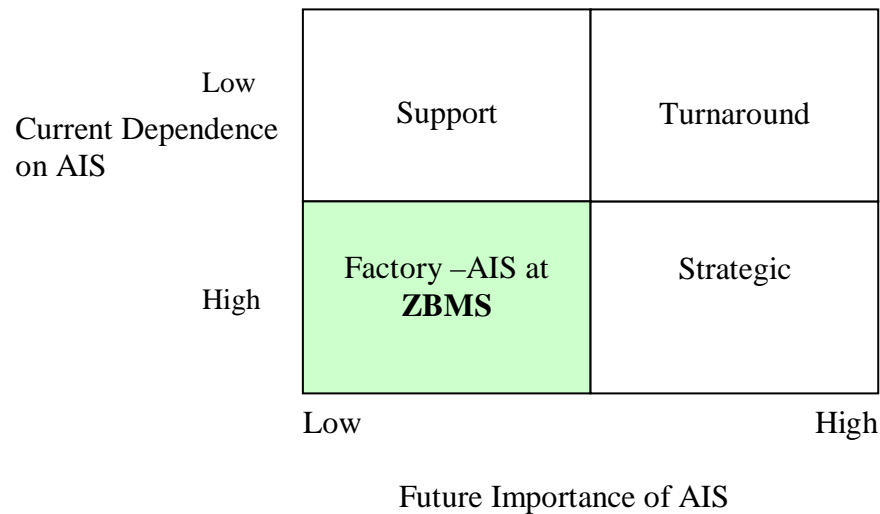 Low
Current Dependence
on AIS
Support
Turnaround
High
Factory –AIS at
ZBMS
Strategic
Low
High
Future Importance of AIS